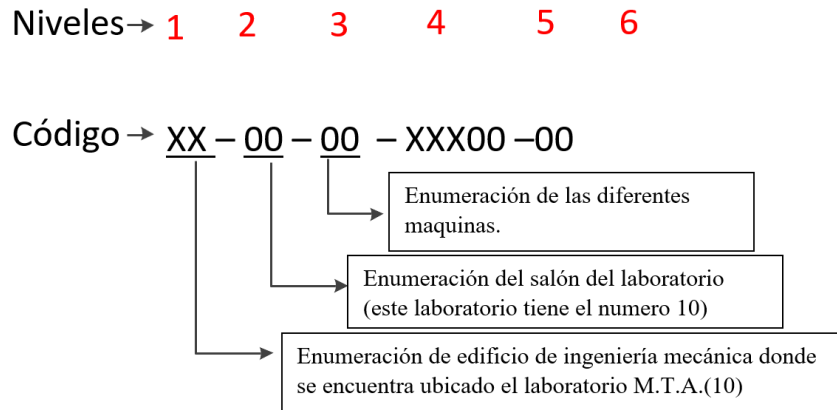 Niveles 1 2 3 4 5 6
Código XX – 00 – 00 – XXX00 –00
Enumeración de las diferentes
maquinas.
Enumeración del salón del laboratorio
(este laboratorio tiene el numero 10)
Enumeración de edificio de ingeniería mecánica donde
se encuentra ubicado el laboratorio M.T.A.(10)